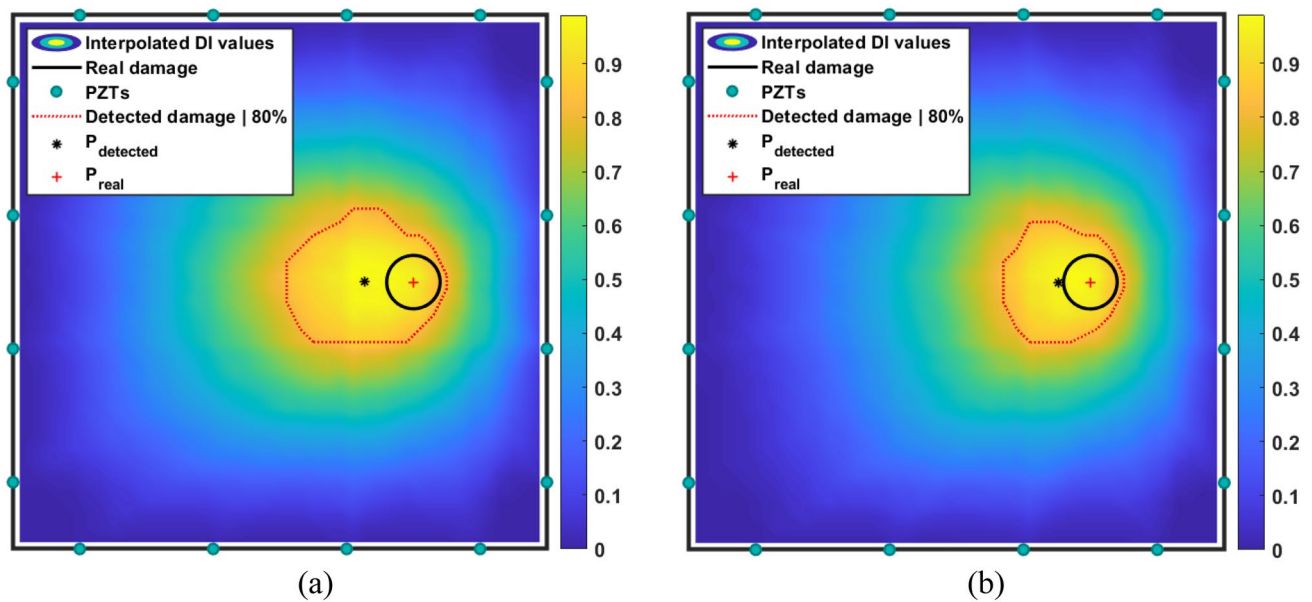 Interpolated DI values
Real damage
PZTs
Detected damage | 80%
P_detected
P_real
0.9
0.8
0.7
0.6
0.5
0.4
0.3
0.2
0.1
0
(a)
Interpolated DI values
Real damage
PZTs
Detected damage | 80%
P_detected
P_real
0.9
0.8
0.7
0.6
0.5
0.4
0.3
0.2
0.1
0
(b)